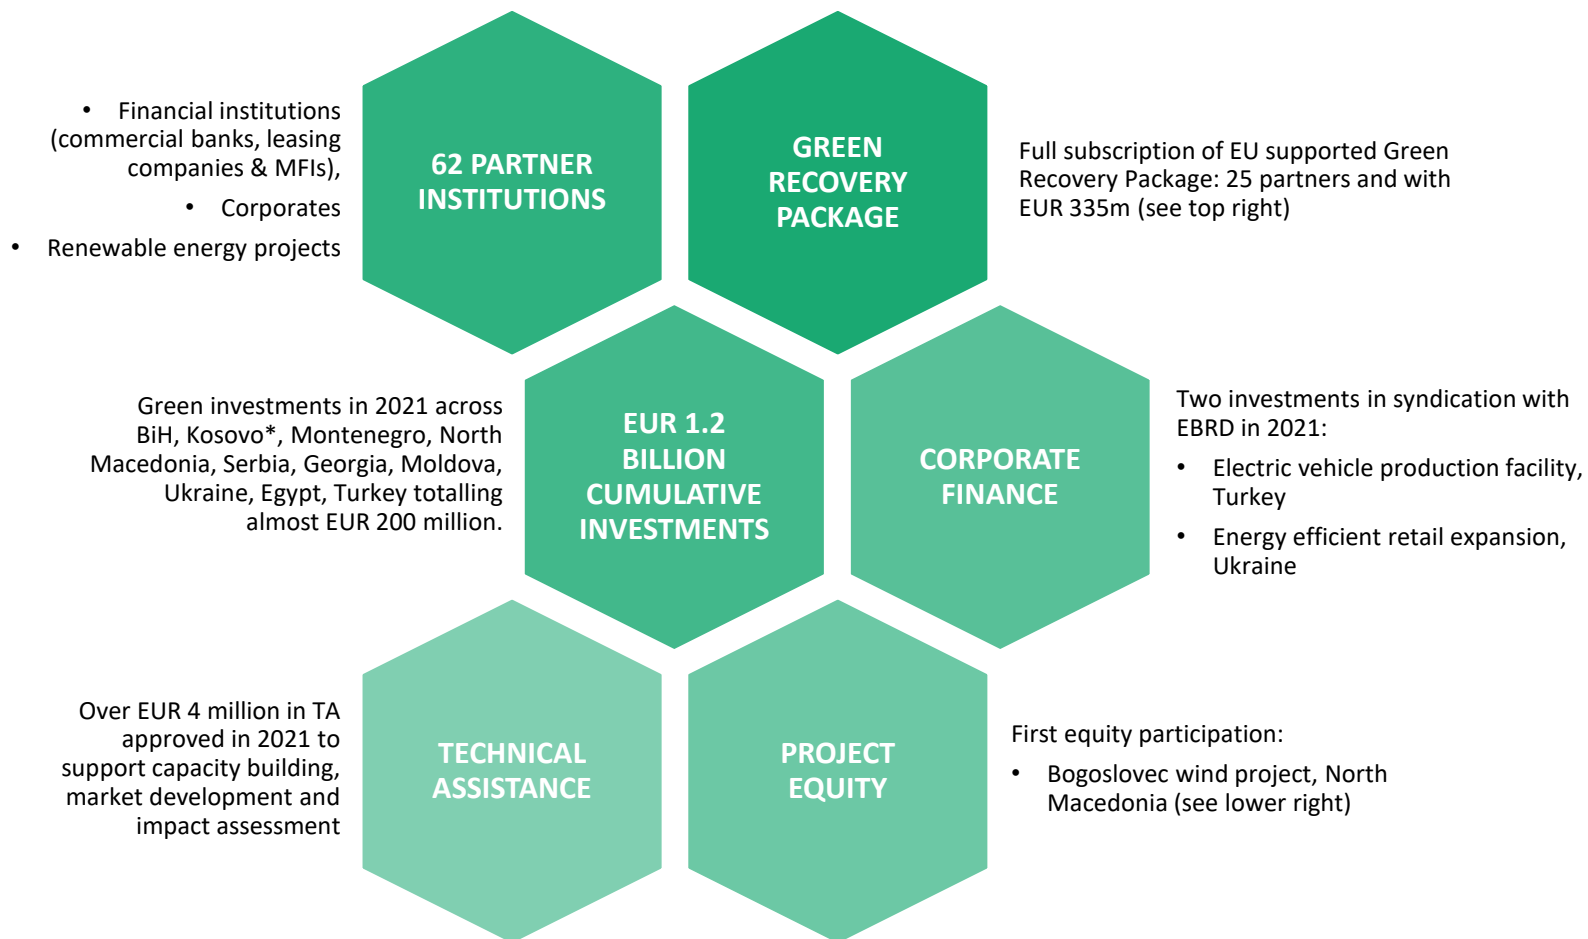 • Financial institutions
(commercial banks, leasing
companies & MFIs),
• Corporates
• Renewable energy projects
62 PARTNER
INSTITUTIONS
GREEN
RECOVERY
PACKAGE
Full subscription of EU supported Green
Recovery Package: 25 partners and with
EUR 335m (see top right)
Green investments in 2021 across
BiH, Kosovo*, Montenegro, North
Macedonia, Serbia, Georgia, Moldova,
Ukraine, Egypt, Turkey totalling
almost EUR 200 million.
EUR 1.2
BILLION
CUMULATIVE
INVESTMENTS
CORPORATE
FINANCE
Two investments in syndication with
EBRD in 2021:
• Electric vehicle production facility,
Turkey
• Energy efficient retail expansion,
Ukraine
Over EUR 4 million in TA
approved in 2021 to
support capacity building,
market development and
impact assessment
TECHNICAL
ASSISTANCE
PROJECT
EQUITY
First equity participation:
• Bogoslovec wind project, North
Macedonia (see lower right)